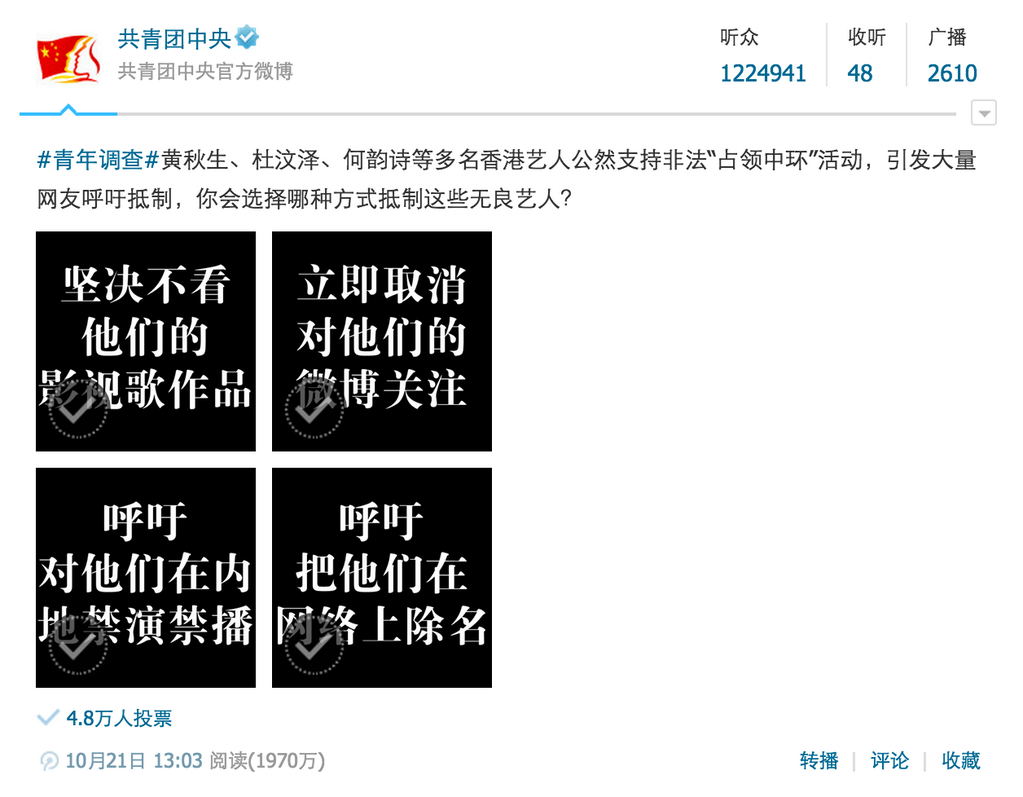 共青团中央
共青团中央官方微博
听众
1224941
收听
48
广播
2610
#青年调查#黄秋生、杜汶泽、何韵诗等多名香港艺人公然支持非法“占领中环”活动，引发大量
网友呼吁抵制，你会选择哪种方式抵制这些无良艺人？
坚决不看
他们的
影视歌作品
立即取消
对他们的
微博关注
呼吁
对他们在内
地禁演禁播
呼吁
把他们在
网络上除名
4.8万人投票
10月21日 13:03 阅读(1970万)
转播 | 评论 | 收藏